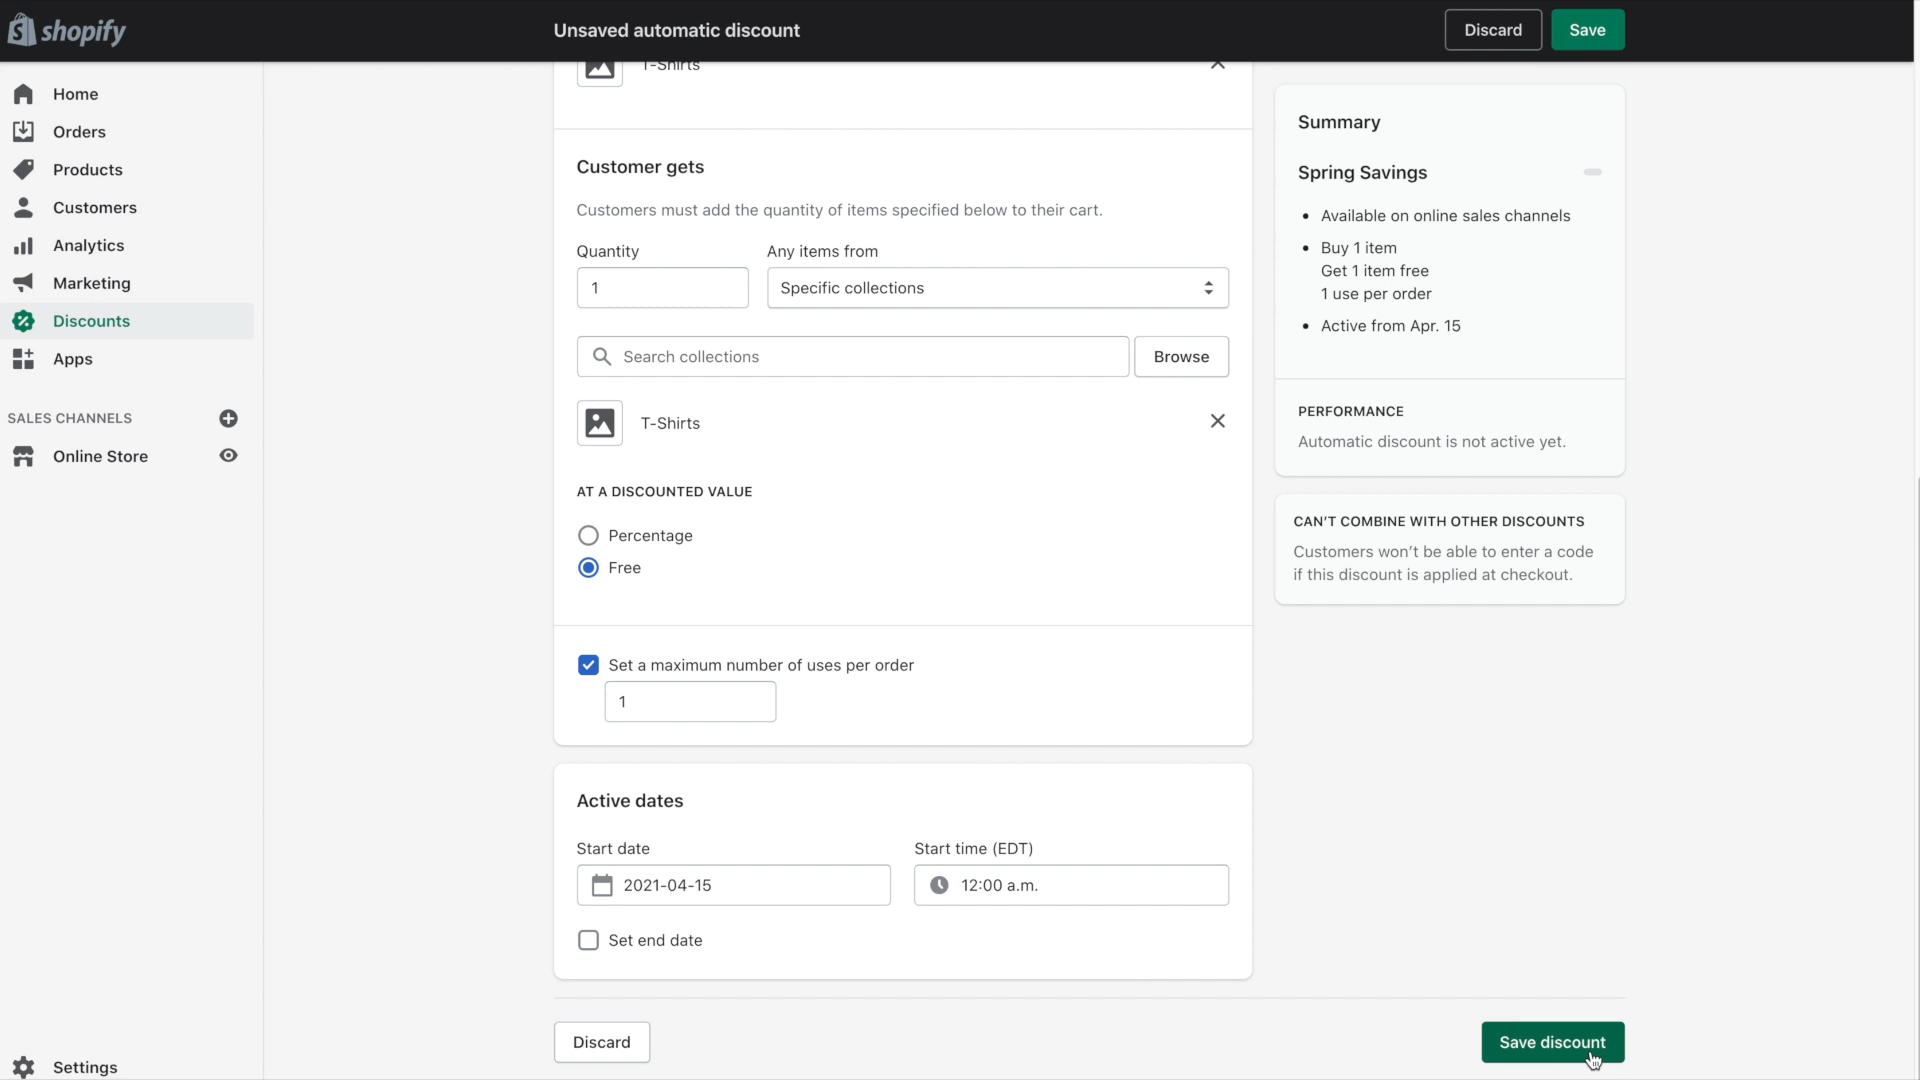 shopify
Unsaved automatic discount
Discard
Save
Home
Orders
Products
Customers
Analytics
Marketing
Discounts
Apps
SALES CHANNELS
Online Store
Settings
T-Shirts
Customer gets
Customers must add the quantity of items specified below to their cart.
Quantity
Any items from
1
Specific collections
Search collections
Browse
T-Shirts
AT A DISCOUNTED VALUE
Percentage
Free
Set a maximum number of uses per order
1
Active dates
Start date
Start time (EDT)
2021-04-15
12:00 a.m.
Set end date
Discard
Save discount
Summary
Spring Savings
• Available on online sales channels
• Buy 1 item
Get 1 item free
1 use per order
• Active from Apr. 15
PERFORMANCE
Automatic discount is not active yet.
CAN'T COMBINE WITH OTHER DISCOUNTS
Customers won't be able to enter a code
if this discount is applied at checkout.